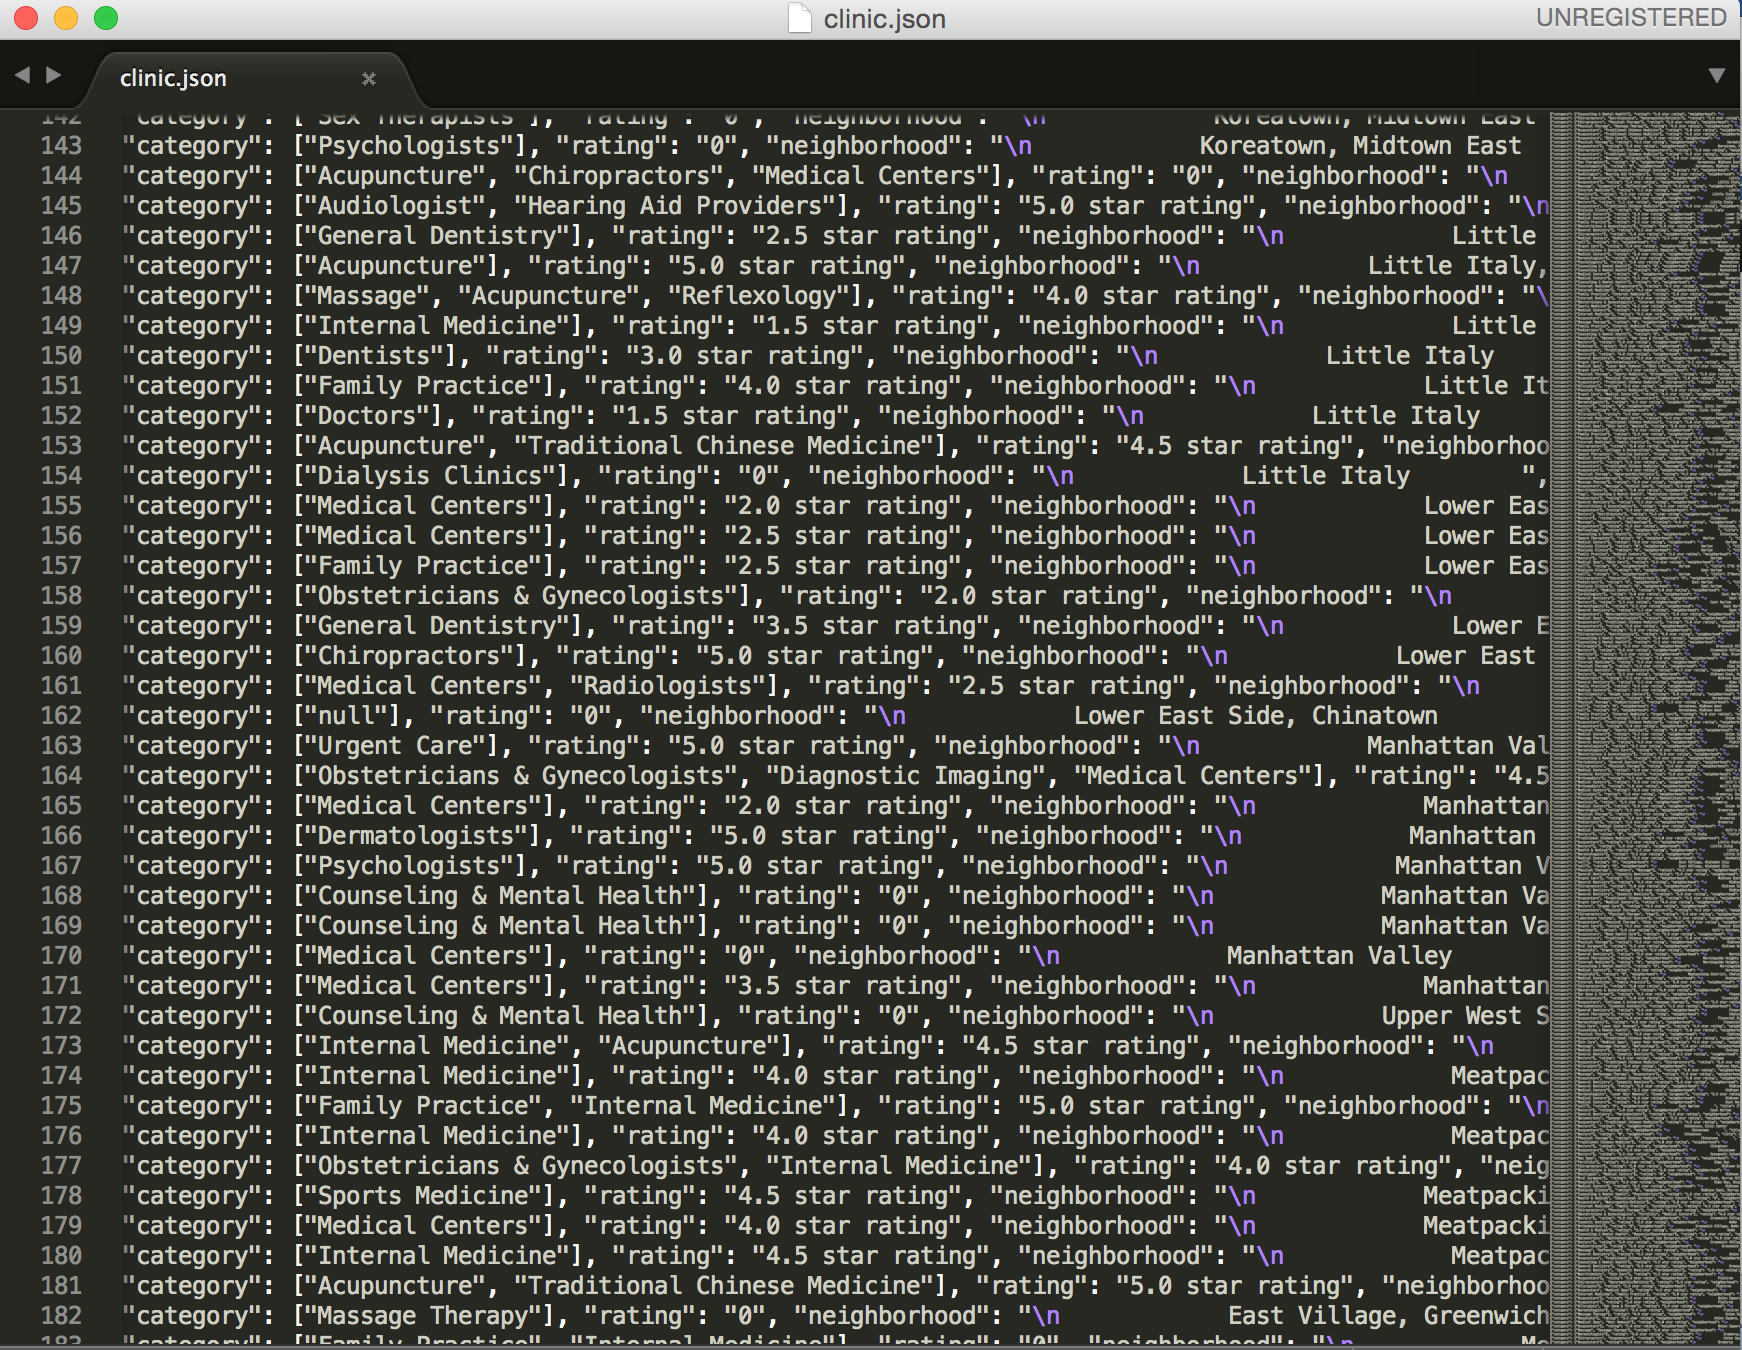 clinic.json
UNREGISTERED
clinic.json
142 "category": ["Sex Therapists"], "rating": "0", "neighborhood": "\n Koreatown, Midtown East
143 "category": ["Psychologists"], "rating": "0", "neighborhood": "\n Koreatown, Midtown East
144 "category": ["Acupuncture", "Chiropractors", "Medical Centers"], "rating": "0", "neighborhood": "\n
145 "category": ["Audiologist", "Hearing Aid Providers"], "rating": "5.0 star rating", "neighborhood": "\n
146 "category": ["General Dentistry"], "rating": "2.5 star rating", "neighborhood": "\n Little
147 "category": ["Acupuncture"], "rating": "5.0 star rating", "neighborhood": "\n Little Italy,
148 "category": ["Massage", "Acupuncture", "Reflexology"], "rating": "4.0 star rating", "neighborhood": "\
149 "category": ["Internal Medicine"], "rating": "1.5 star rating", "neighborhood": "\n Little
150 "category": ["Dentists"], "rating": "3.0 star rating", "neighborhood": "\n Little Italy
151 "category": ["Family Practice"], "rating": "4.0 star rating", "neighborhood": "\n Little It
152 "category": ["Doctors"], "rating": "1.5 star rating", "neighborhood": "\n Little Italy
153 "category": ["Acupuncture", "Traditional Chinese Medicine"], "rating": "4.5 star rating", "neighborhoo
154 "category": ["Dialysis Clinics"], "rating": "0", "neighborhood": "\n Little Italy ",
155 "category": ["Medical Centers"], "rating": "2.0 star rating", "neighborhood": "\n Lower Eas
156 "category": ["Medical Centers"], "rating": "2.5 star rating", "neighborhood": "\n Lower Eas
157 "category": ["Family Practice"], "rating": "2.5 star rating", "neighborhood": "\n Lower Eas
158 "category": ["Obstetricians & Gynecologists"], "rating": "2.0 star rating", "neighborhood": "\n
159 "category": ["General Dentistry"], "rating": "3.5 star rating", "neighborhood": "\n Lower E
160 "category": ["Chiropractors"], "rating": "5.0 star rating", "neighborhood": "\n Lower East
161 "category": ["Medical Centers", "Radiologists"], "rating": "2.5 star rating", "neighborhood": "\n
162 "category": ["null"], "rating": "0", "neighborhood": "\n Lower East Side, Chinatown
163 "category": ["Urgent Care"], "rating": "5.0 star rating", "neighborhood": "\n Manhattan Val
164 "category": ["Obstetricians & Gynecologists", "Diagnostic Imaging", "Medical Centers"], "rating": "4.5
165 "category": ["Medical Centers"], "rating": "2.0 star rating", "neighborhood": "\n Manhattan
166 "category": ["Dermatologists"], "rating": "5.0 star rating", "neighborhood": "\n Manhattan
167 "category": ["Psychologists"], "rating": "5.0 star rating", "neighborhood": "\n Manhattan V
168 "category": ["Counseling & Mental Health"], "rating": "0", "neighborhood": "\n Manhattan Va
169 "category": ["Counseling & Mental Health"], "rating": "0", "neighborhood": "\n Manhattan Va
170 "category": ["Medical Centers"], "rating": "0", "neighborhood": "\n Manhattan Valley
171 "category": ["Medical Centers"], "rating": "3.5 star rating", "neighborhood": "\n Manhattan
172 "category": ["Counseling & Mental Health"], "rating": "0", "neighborhood": "\n Upper West S
173 "category": ["Internal Medicine", "Acupuncture"], "rating": "4.5 star rating", "neighborhood": "\n
174 "category": ["Internal Medicine"], "rating": "4.0 star rating", "neighborhood": "\n Meatpac
175 "category": ["Family Practice", "Internal Medicine"], "rating": "5.0 star rating", "neighborhood": "\n
176 "category": ["Internal Medicine"], "rating": "4.0 star rating", "neighborhood": "\n Meatpac
177 "category": ["Obstetricians & Gynecologists", "Internal Medicine"], "rating": "4.0 star rating", "neig
178 "category": ["Sports Medicine"], "rating": "4.5 star rating", "neighborhood": "\n Meatpacki
179 "category": ["Medical Centers"], "rating": "4.0 star rating", "neighborhood": "\n Meatpacki
180 "category": ["Internal Medicine"], "rating": "4.5 star rating", "neighborhood": "\n Meatpac
181 "category": ["Acupuncture", "Traditional Chinese Medicine"], "rating": "5.0 star rating", "neighborhoo
182 "category": ["Massage Therapy"], "rating": "0", "neighborhood": "\n East Village, Greenwich
183 "category": ["Family Practice", "Internal Medicine"], "rating": "0", "neighborhood": "\n Me